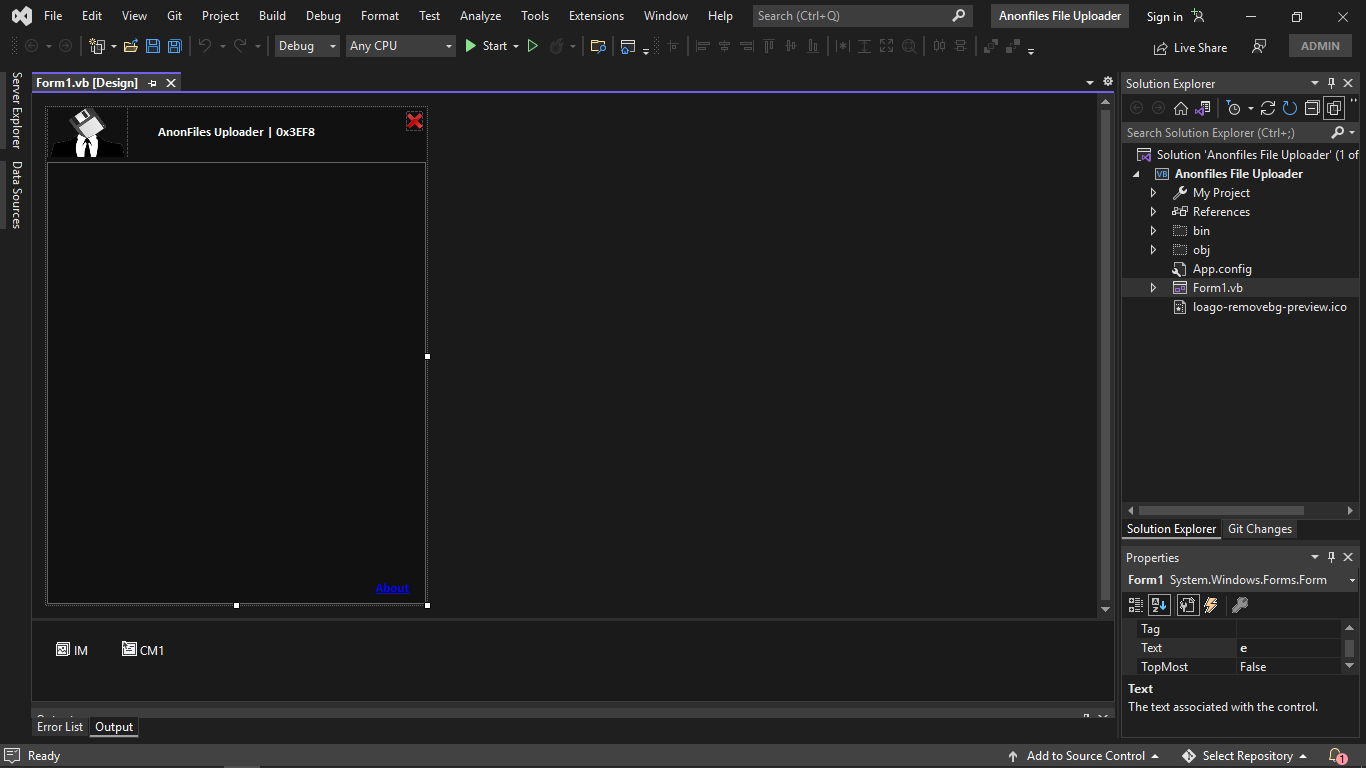 File Edit View Git Project Build Debug Format Test Analyze Tools Extensions Window Help Search (Ctrl+Q) Anonfiles File Uploader Sign in
Debug Any CPU Start Live Share ADMIN
Server Explorer
Data Sources
Form1.vb [Design]
AnonFiles Uploader | 0x3EF8
About
IM CM1
Error List Output
Solution Explorer
Search Solution Explorer (Ctrl+;)
Solution 'Anonfiles File Uploader' (1 of
VB Anonfiles File Uploader
My Project
References
bin
obj
App.config
Form1.vb
loago-removebg-preview.ico
Solution Explorer Git Changes
Properties
Form1 System.Windows.Forms.Form
Tag
Text e
TopMost False
Text
The text associated with the control.
Ready Add to Source Control Select Repository 1